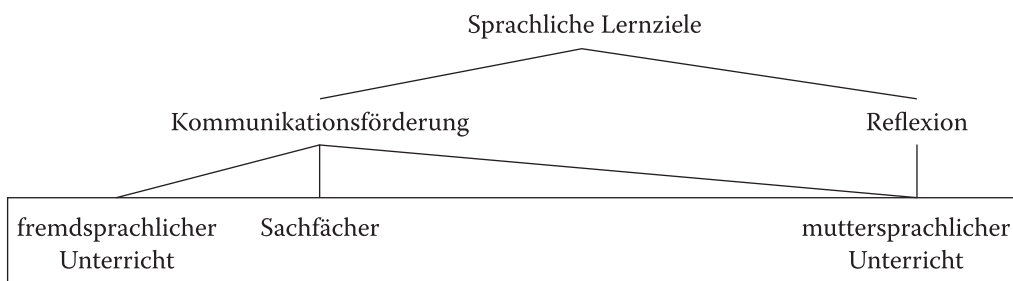 Sprachliche Lernziele
Kommunikationsförderung
Reflexion
fremdsprachlicher
Unterricht
Sachfächer
muttersprachlicher
Unterricht